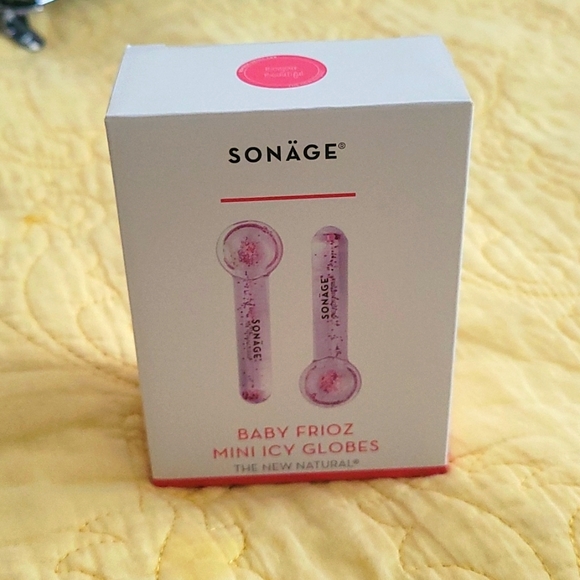 SONÄGE®
SONÄGE
SONÄGE
BABY FRIOZ
MINI ICY GLOBES
THE NEW NATURAL®